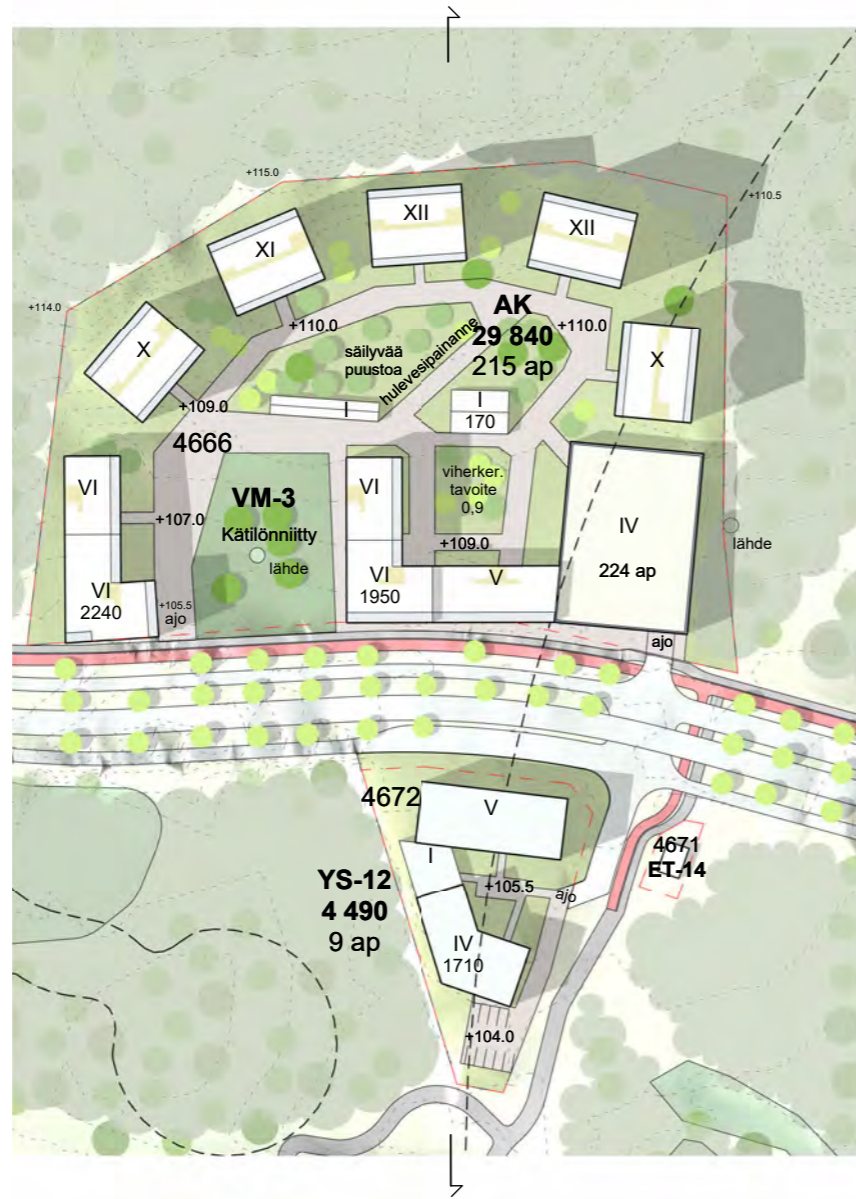 +115.0
+110.5
XII
XII
XI
+114.0
AK
29 840
215 ap
+110.0
+110.0
hulevesipainanne
säilyvää
puustoa
X
X
+109.0
I
I
170
4666
VI
VM-3
Kätilönniitty
lähde
VI
viherker.
tavoite
0,9
IV
224 ap
lähde
+107.0
+109.0
VI
2240
+105.5
ajo
VI
1950
V
ajo
4672
V
4671
ET-14
I
YS-12
4 490
9 ap
+105.5
ajo
IV
1710
+104.0